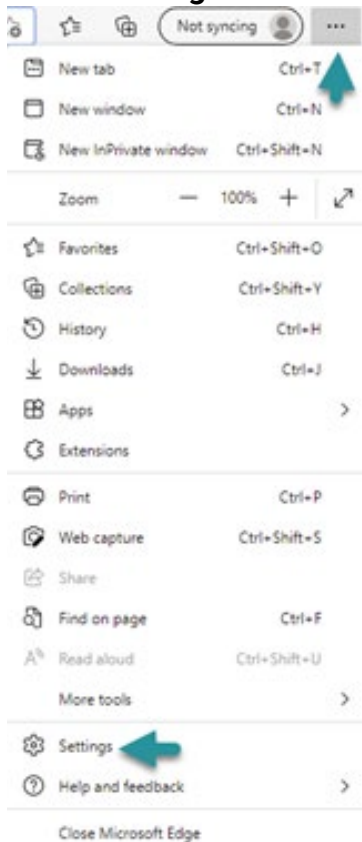 Not syncing
New tab Ctrl+T
New window Ctrl+N
New InPrivate window Ctrl+Shift+N
Zoom — 100% +
Favorites Ctrl+Shift+O
Collections Ctrl+Shift+Y
History Ctrl+H
Downloads Ctrl+J
Apps
Extensions
Print Ctrl+P
Web capture Ctrl+Shift+S
Share
Find on page Ctrl+F
Read aloud Ctrl+Shift+U
More tools
Settings
Help and feedback
Close Microsoft Edge